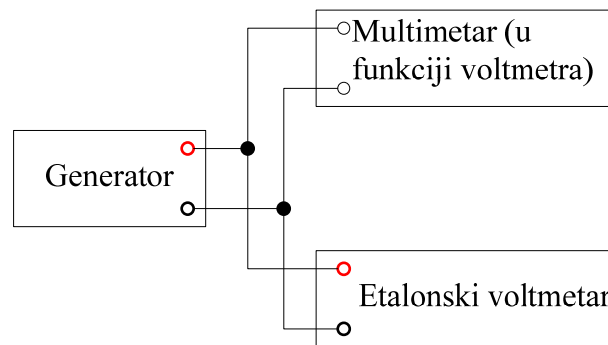 Multimetar (u
funkciji voltmetra)
Generator
Etalonski voltmetar